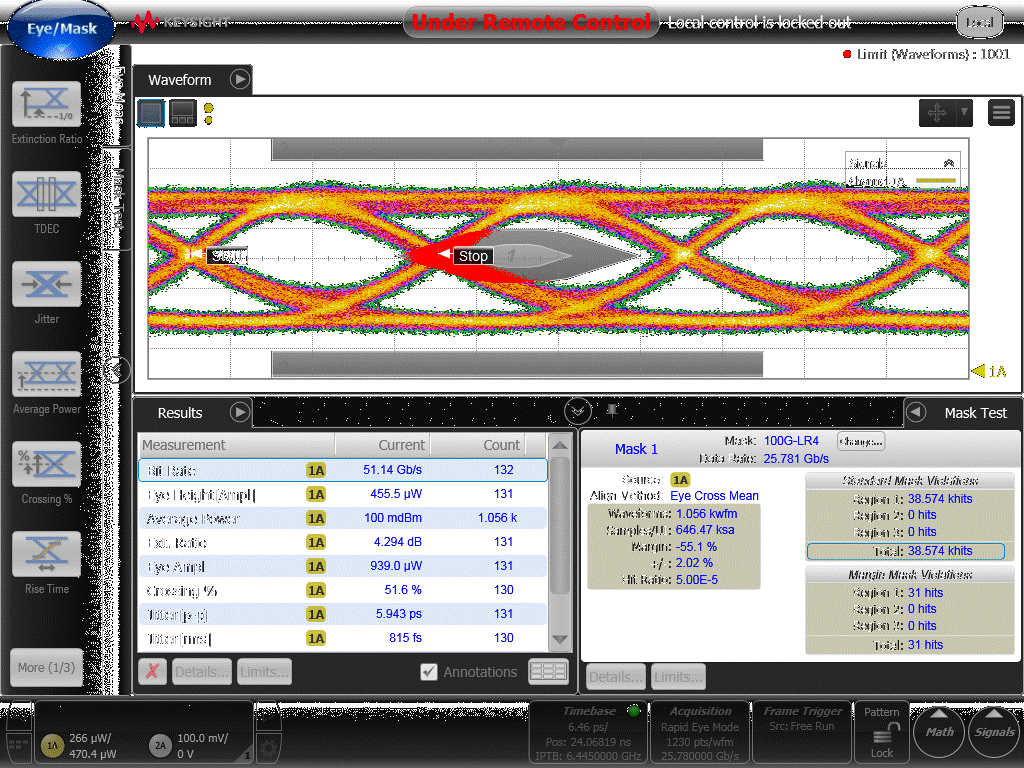 Eye/Mask
KEYSIGHT
Under Remote Control
Local control is locked out
Local
Limit (Waveforms) : 1001
Waveform
Extinction Ratio
TDEC
Jitter
Average Power
Crossing %
Rise Time
More (1/3)
Eye Meas
Mask Test
Signals
Channel 1A
Start
Stop
1
1A
Results
Measurement Current Count
Bit Rate 1A 51.14 Gb/s 132
Eye Height[Ampl] 1A 455.5 µW 131
Average Power 1A 100 mdBm 1.056 k
Ext. Ratio 1A 4.294 dB 131
Eye Ampl 1A 939.0 µW 131
Crossing % 1A 51.6 % 130
Jitter[p-p] 1A 5.943 ps 131
Jitter[rms] 1A 815 fs 130
Details... Limits...
Annotations
Mask Test
Mask 1
Mask: 100G-LR4
Change...
Data Rate: 25.781 Gb/s
Source: 1A
Align Method: Eye Cross Mean
Waveforms: 1.056 kwfm
Samples/UI: 646.47 ksa
Margin: -55.1 %
+/-: 2.02 %
Hit Ratio: 5.00E-5
Standard Mask Violations
Region 1: 38.574 khits
Region 2: 0 hits
Region 3: 0 hits
Total: 38.574 khits
Margin Mask Violations
Region 1: 31 hits
Region 2: 0 hits
Region 3: 0 hits
Total: 31 hits
Details... Limits...
1A 266 µW/
470.4 µW
2A 100.0 mV/
0 V
1
Timebase
6.46 ps/
Pos: 24.06819 ns
IPTB: 6.4450000 GHz
Acquisition
Rapid Eye Mode
1230 pts/wfm
25.780000 Gb/s
Frame Trigger
Src: Free Run
Pattern
Lock
Math
Signals